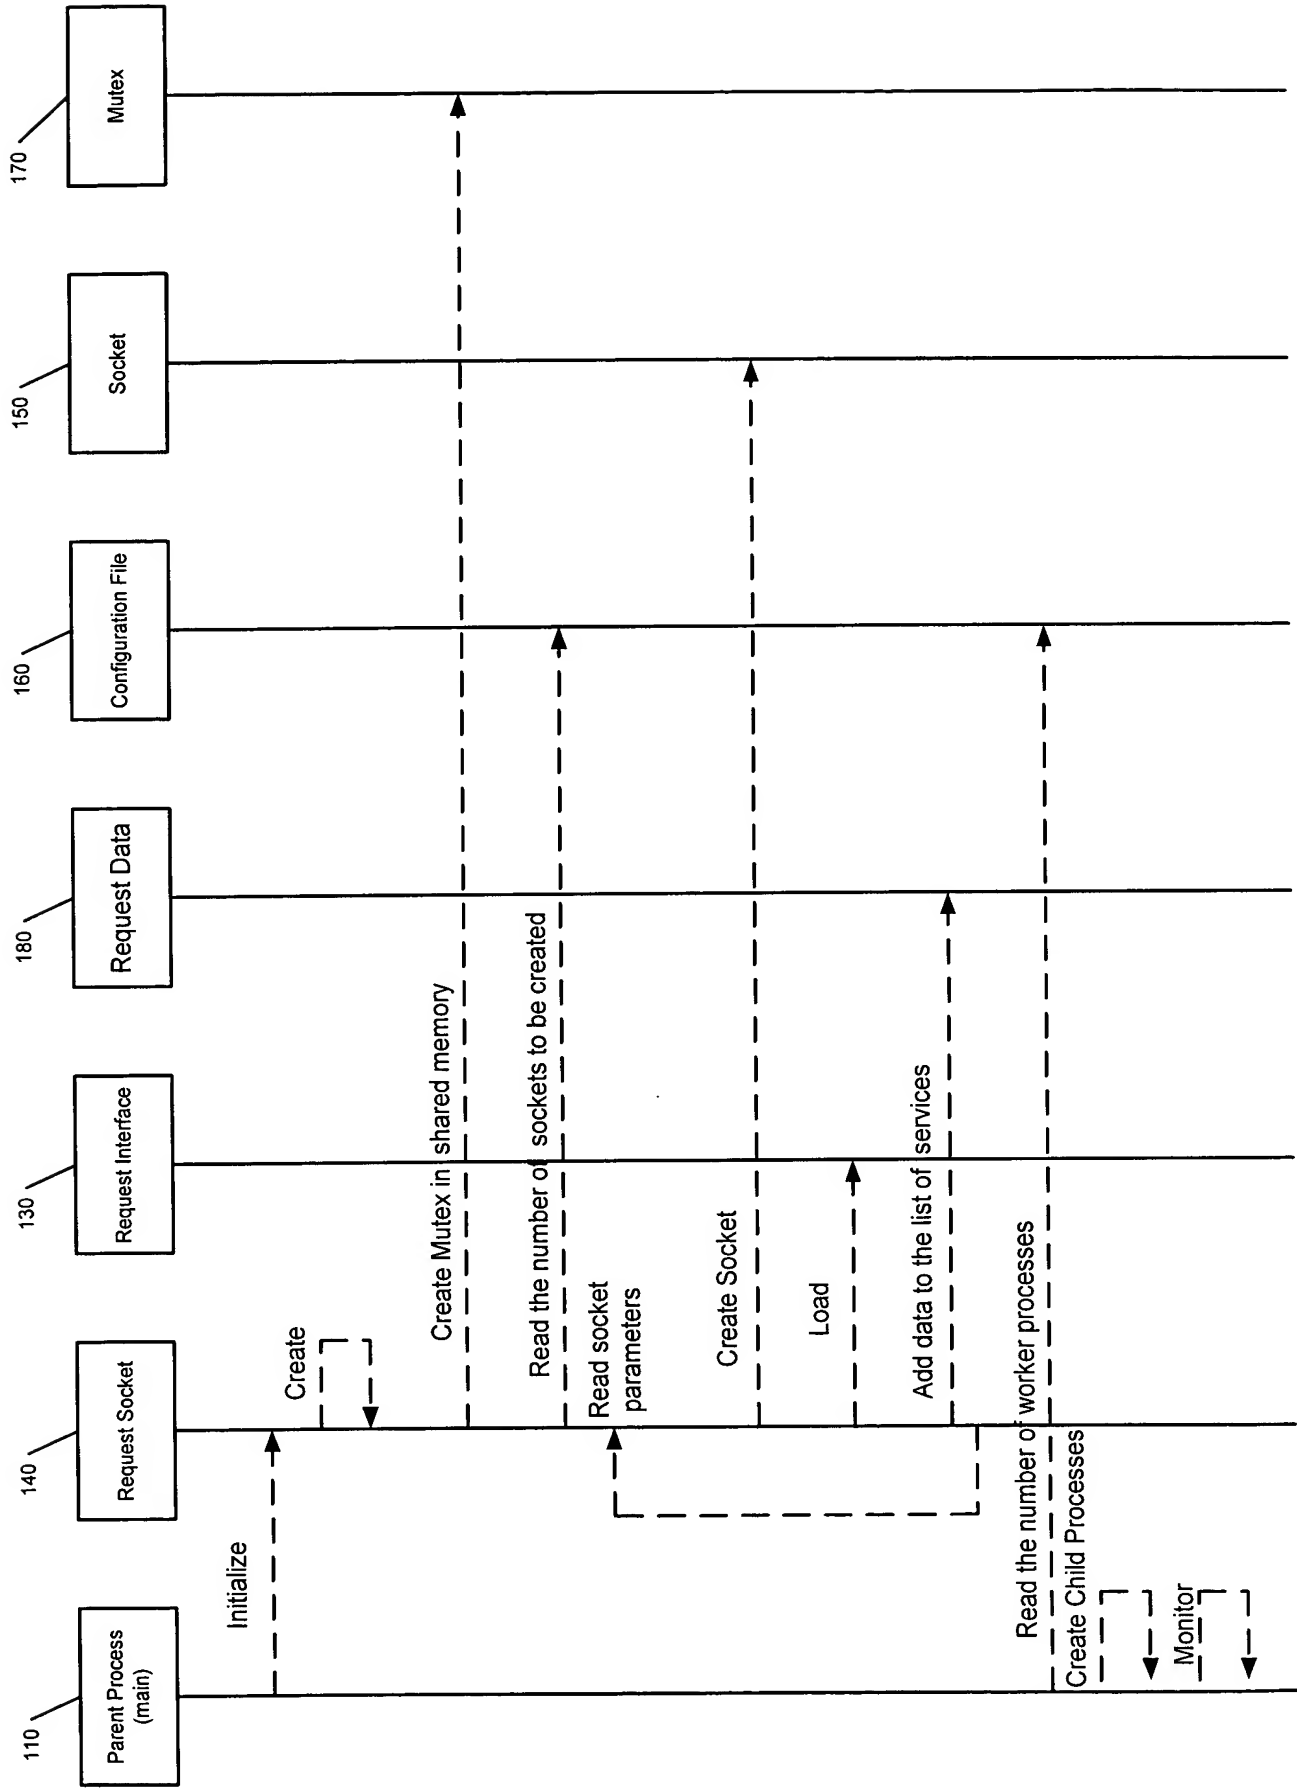 110
Parent Process
(main)
140
Request Socket
130
Request Interface
180
Request Data
160
Configuration File
150
Socket
170
Mutex
Initialize
Create
Create Mutex in shared memory
Read the number of sockets to be created
Read socket
parameters
Create Socket
Load
Add data to the list of services
Read the number of worker processes
Create Child Processes
Monitor